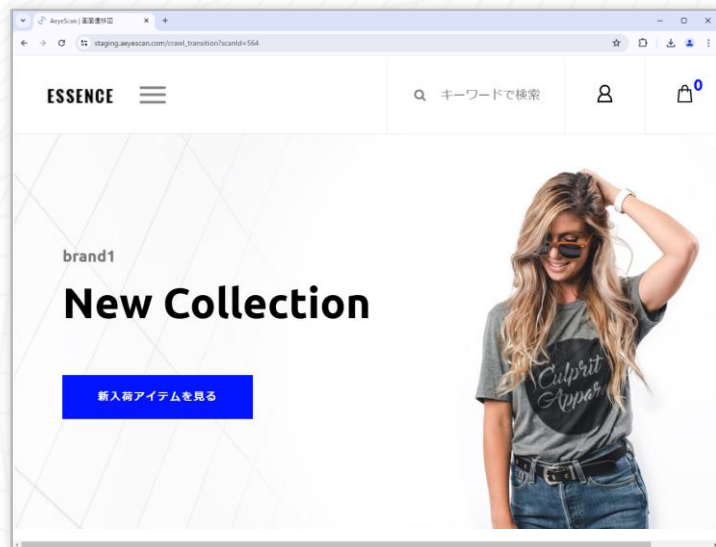 AeyeScan | 画面遷移図
staging.aeyescan.com/crawl_transition?scanId=564
ESSENCE
キーワードで検索
0
brand1
New Collection
新入荷アイテムを見る
Culprit
Appar